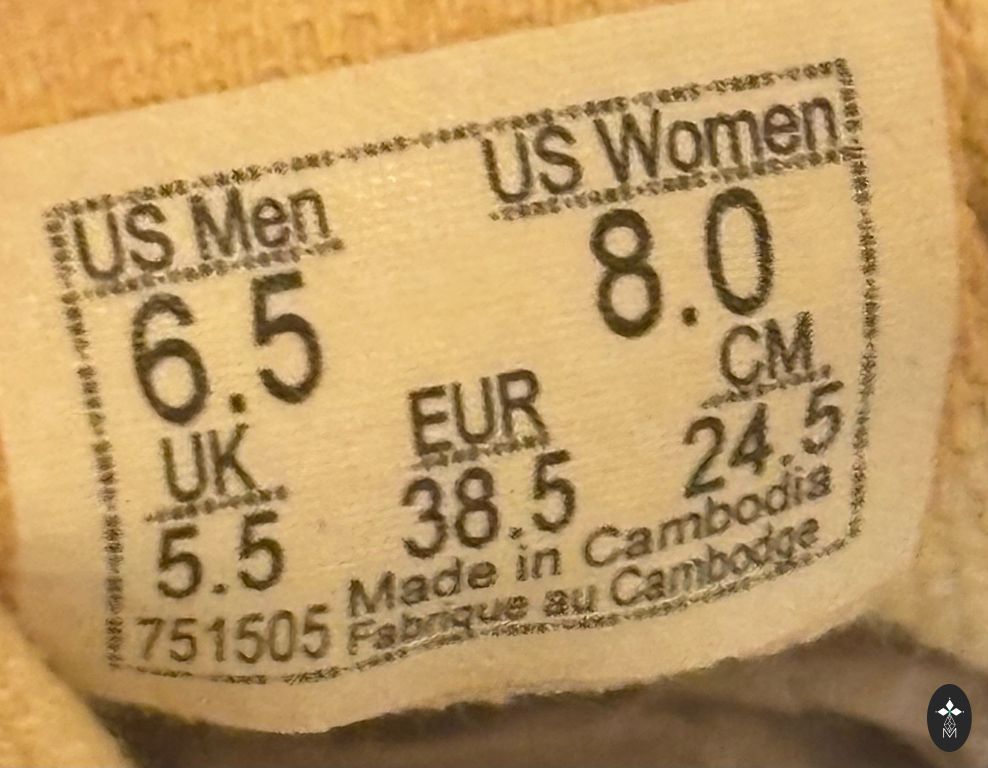 US Men US Women
6.5 8.0
UK EUR CM
5.5 38.5 24.5
Made in Cambodia
751505 Fabrique au Cambodge
M